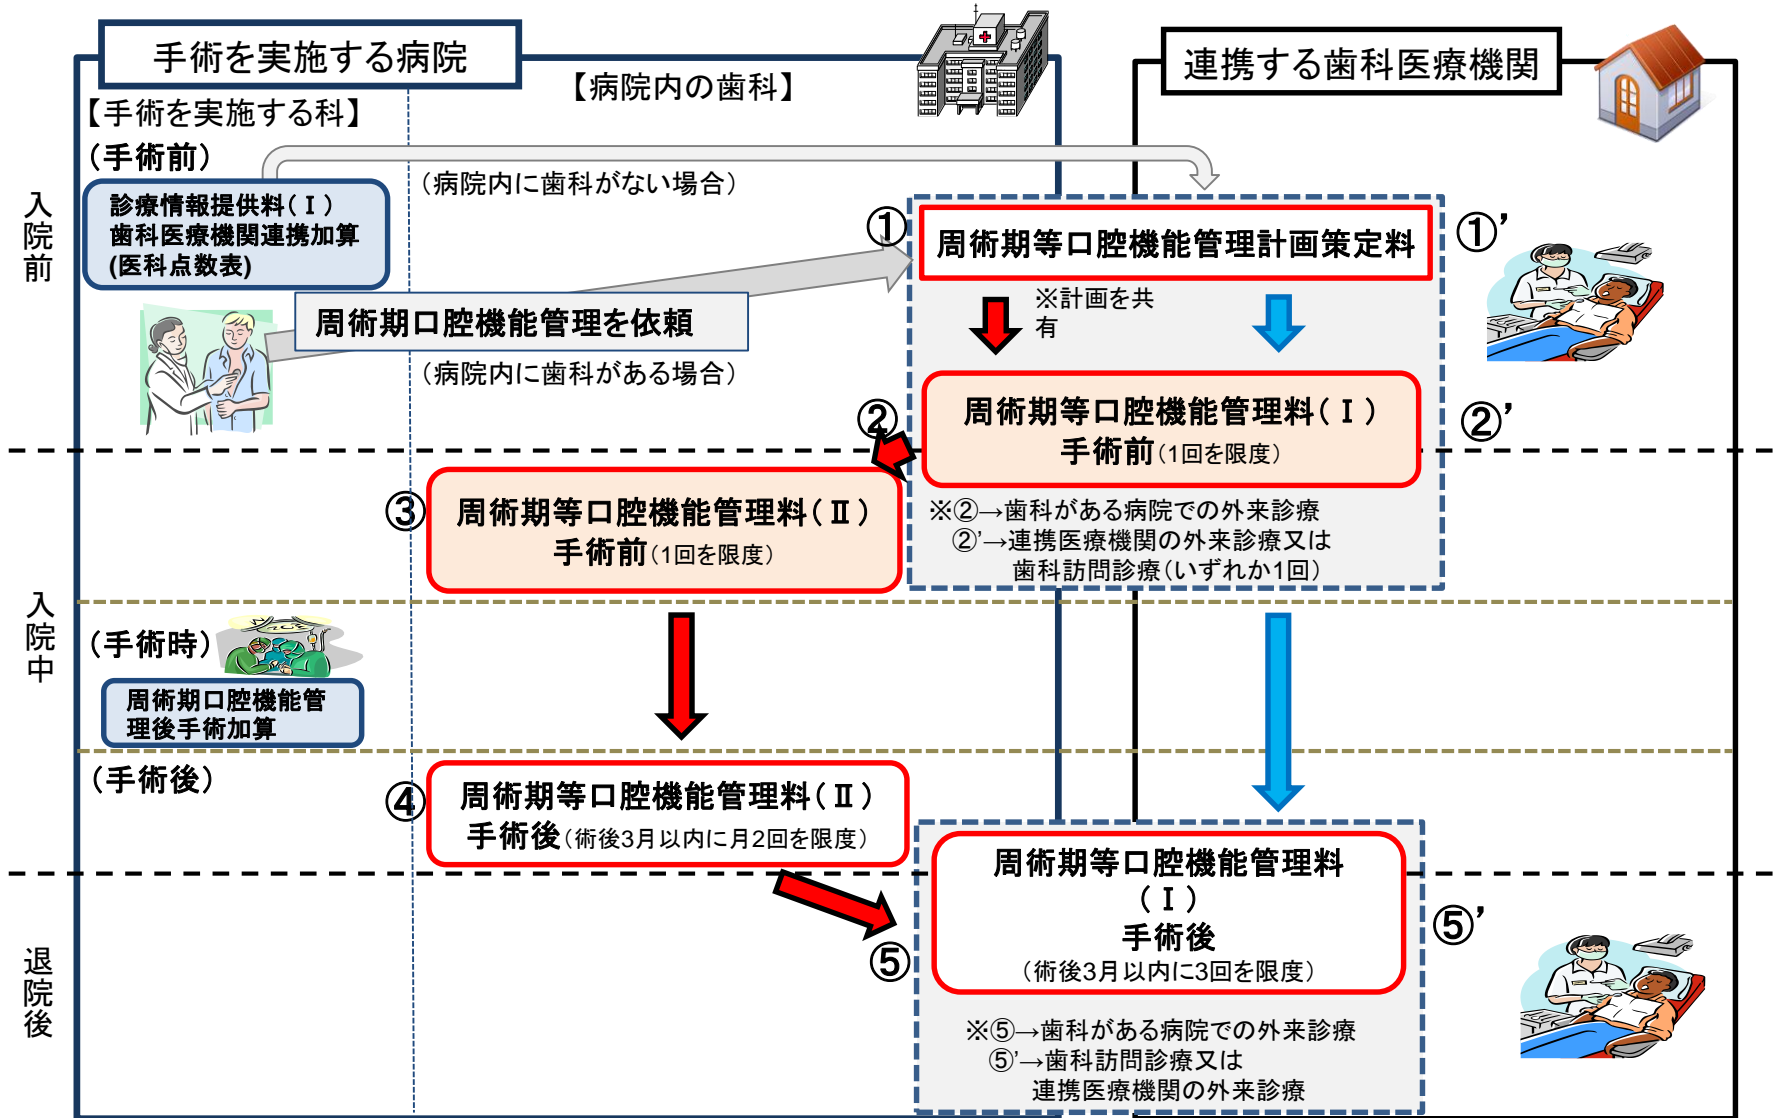 手術を実施する病院
【病院内の歯科】
連携する歯科医療機関
【手術を実施する科】
(手術前)
入院前
診療情報提供料(Ⅰ)
歯科医療機関連携加算
(医科点数表)
(病院内に歯科がない場合)
周術期口腔機能管理を依頼
(病院内に歯科がある場合)
①
周術期等口腔機能管理計画策定料
①’
※計画を共
有
②
周術期等口腔機能管理料(Ⅰ)
手術前(1回を限度)
②’
※②→歯科がある病院での外来診療
②’→連携医療機関の外来診療又は
歯科訪問診療(いずれか1回)
入院中
③
周術期等口腔機能管理料(Ⅱ)
手術前(1回を限度)
(手術時)
周術期口腔機能管
理後手術加算
(手術後)
④
周術期等口腔機能管理料(Ⅱ)
手術後(術後3月以内に月2回を限度)
退院後
⑤
周術期等口腔機能管理料
(Ⅰ)
手術後
(術後3月以内に3回を限度)
⑤’
※⑤→歯科がある病院での外来診療
⑤’→歯科訪問診療又は
連携医療機関の外来診療